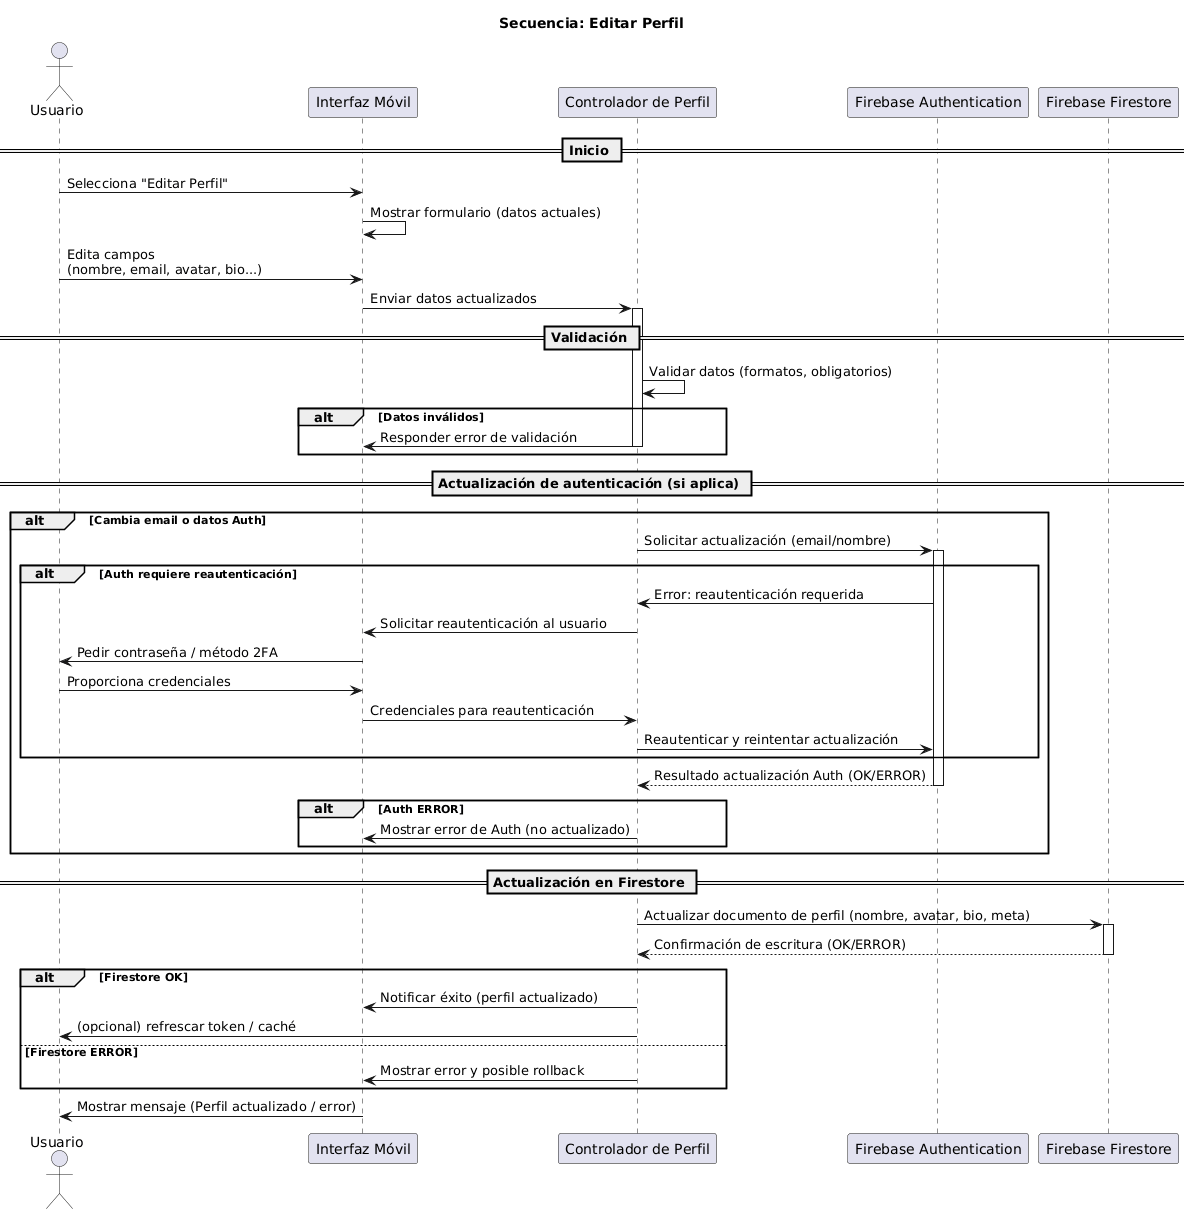 Secuencia: Editar Perfil
Usuario
Interfaz Móvil
Controlador de Perfil
Firebase Authentication
Firebase Firestore
Inicio
Selecciona "Editar Perfil"
Mostrar formulario (datos actuales)
Edita campos
(nombre, email, avatar, bio...)
Enviar datos actualizados
Validación
Validar datos (formatos, obligatorios)
alt [Datos inválidos]
Responder error de validación
Actualización de autenticación (si aplica)
alt [Cambia email o datos Auth]
Solicitar actualización (email/nombre)
alt [Auth requiere reautenticación]
Error: reautenticación requerida
Solicitar reautenticación al usuario
Pedir contraseña / método 2FA
Proporciona credenciales
Credenciales para reautenticación
Reautenticar y reintentar actualización
Resultado actualización Auth (OK/ERROR)
alt [Auth ERROR]
Mostrar error de Auth (no actualizado)
Actualización en Firestore
Actualizar documento de perfil (nombre, avatar, bio, meta)
Confirmación de escritura (OK/ERROR)
alt [Firestore OK]
Notificar éxito (perfil actualizado)
(opcional) refrescar token / caché
[Firestore ERROR]
Mostrar error y posible rollback
Mostrar mensaje (Perfil actualizado / error)
Usuario
Interfaz Móvil
Controlador de Perfil
Firebase Authentication
Firebase Firestore